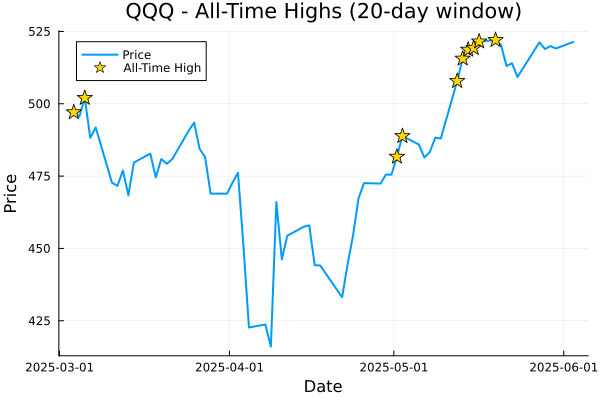 QQQ - All-Time Highs (20-day window)
525
500
475
450
425
Price
All-Time High
Price
2025-03-01
2025-04-01
2025-05-01
2025-06-01
Date